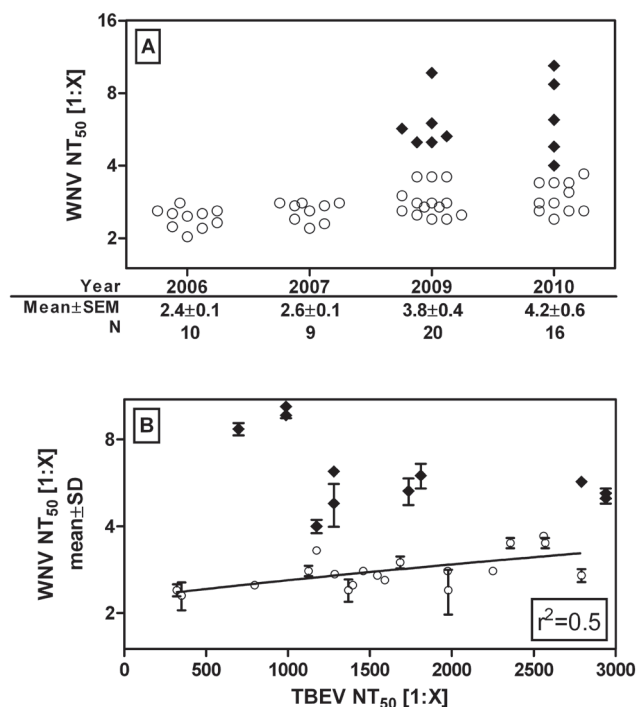 A
WNV NT50 [1:X]
16
8
4
2
Year 2006 2007 2009 2010
Mean±SEM 2.4±0.1 2.6±0.1 3.8±0.4 4.2±0.6
N 10 9 20 16
B
WNV NT50 [1:X]
mean±SD
8
4
2
r²=0.5
0 500 1000 1500 2000 2500 3000
TBEV NT50 [1:X]